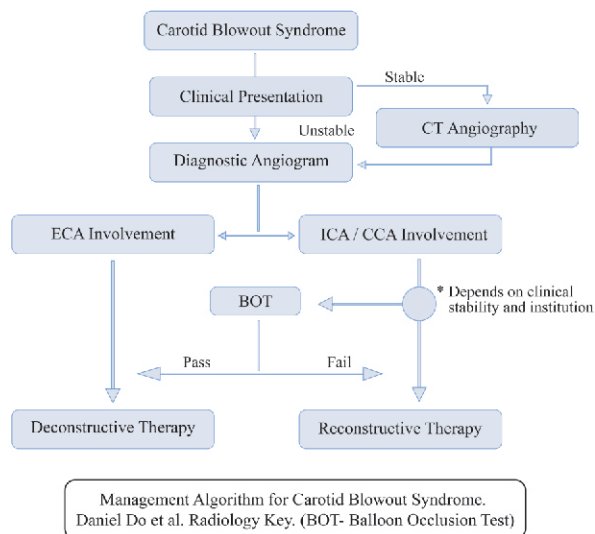 Carotid Blowout Syndrome
Stable
Clinical Presentation
CT Angiography
Unstable
Diagnostic Angiogram
ECA Involvement
ICA / CCA Involvement
* Depends on clinical
stability and institution
BOT
Pass
Fail
Deconstructive Therapy
Reconstructive Therapy
Management Algorithm for Carotid Blowout Syndrome.
Daniel Do et al. Radiology Key. (BOT- Balloon Occlusion Test)